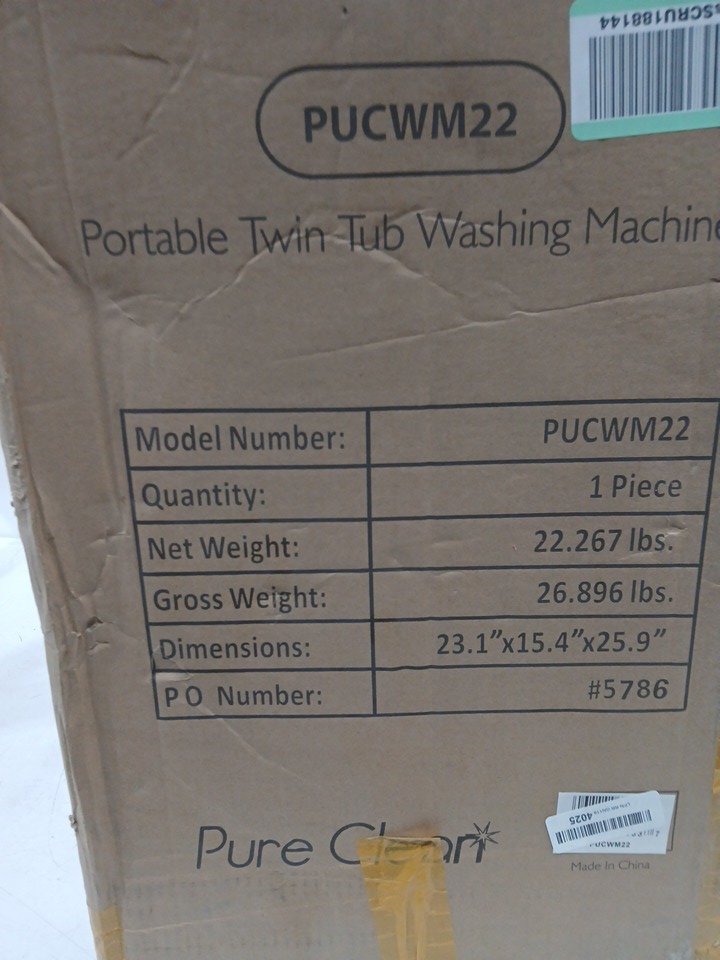 SSCRU188144
PUCWM22
Portable Twin Tub Washing Machine
Model Number: PUCWM22
Quantity: 1 Piece
Net Weight: 22.267 lbs.
Gross Weight: 26.896 lbs.
Dimensions: 23.1”x15.4”x25.9”
PO Number: #5786
Pure Clean
4025
PUCWM22
Made In China